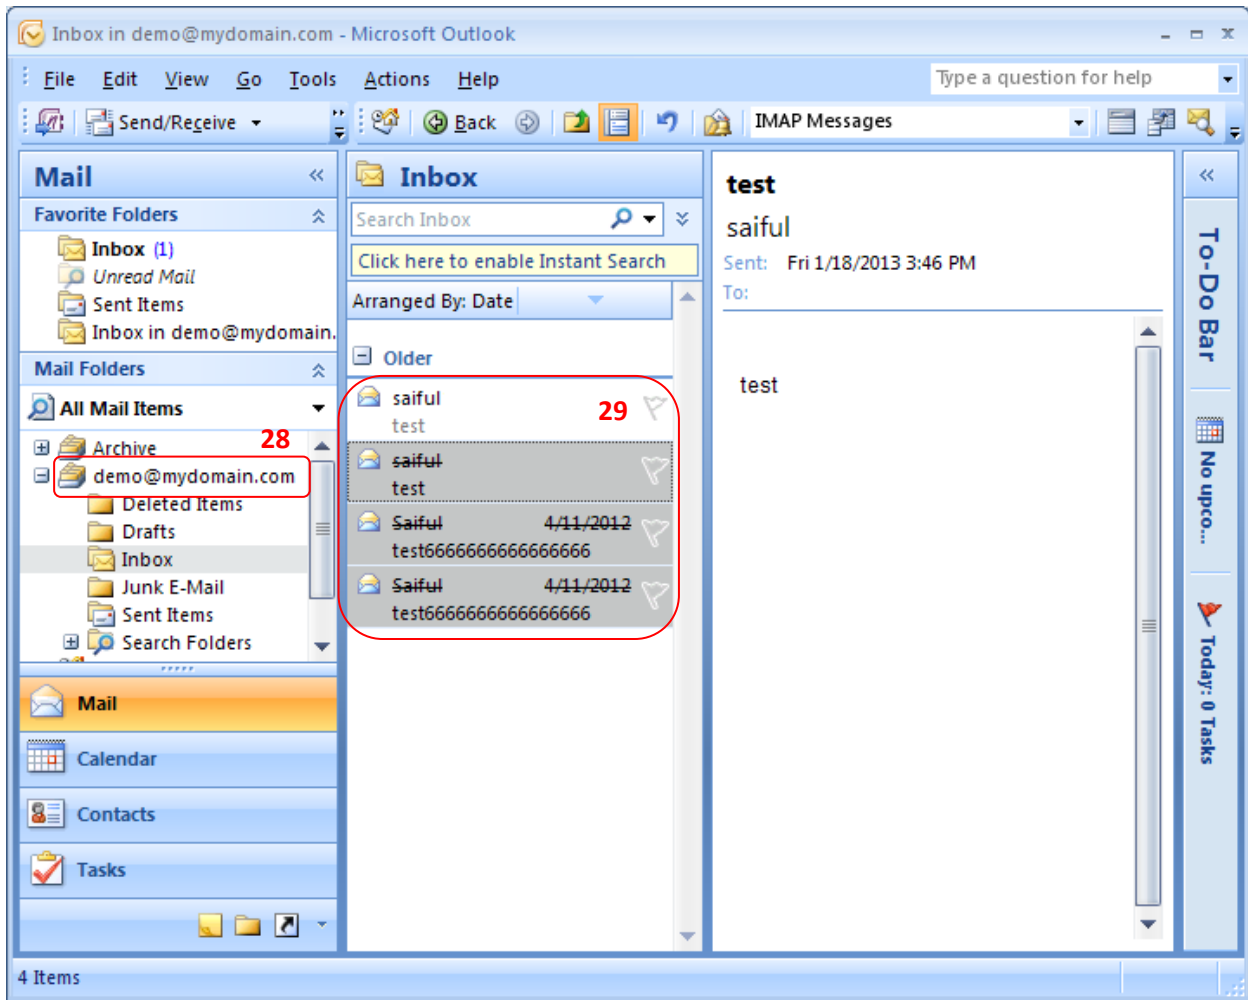 Inbox in demo@mydomain.com - Microsoft Outlook
File Edit View Go Tools Actions Help
Type a question for help
Send/Receive
Back
IMAP Messages
Mail
Favorite Folders
Inbox (1)
Unread Mail
Sent Items
Inbox in demo@mydomain.
Mail Folders
All Mail Items
28
Archive
demo@mydomain.com
Deleted Items
Drafts
Inbox
Junk E-Mail
Sent Items
Search Folders
Mail
Calendar
Contacts
Tasks
Inbox
Search Inbox
Click here to enable Instant Search
Arranged By: Date
Older
saiful
29
test
saiful
test
Saiful 4/11/2012
test6666666666666666
Saiful 4/11/2012
test6666666666666666
test
saiful
Sent: Fri 1/18/2013 3:46 PM
To:
test
To-Do Bar
No upco...
Today: 0 Tasks
4 Items